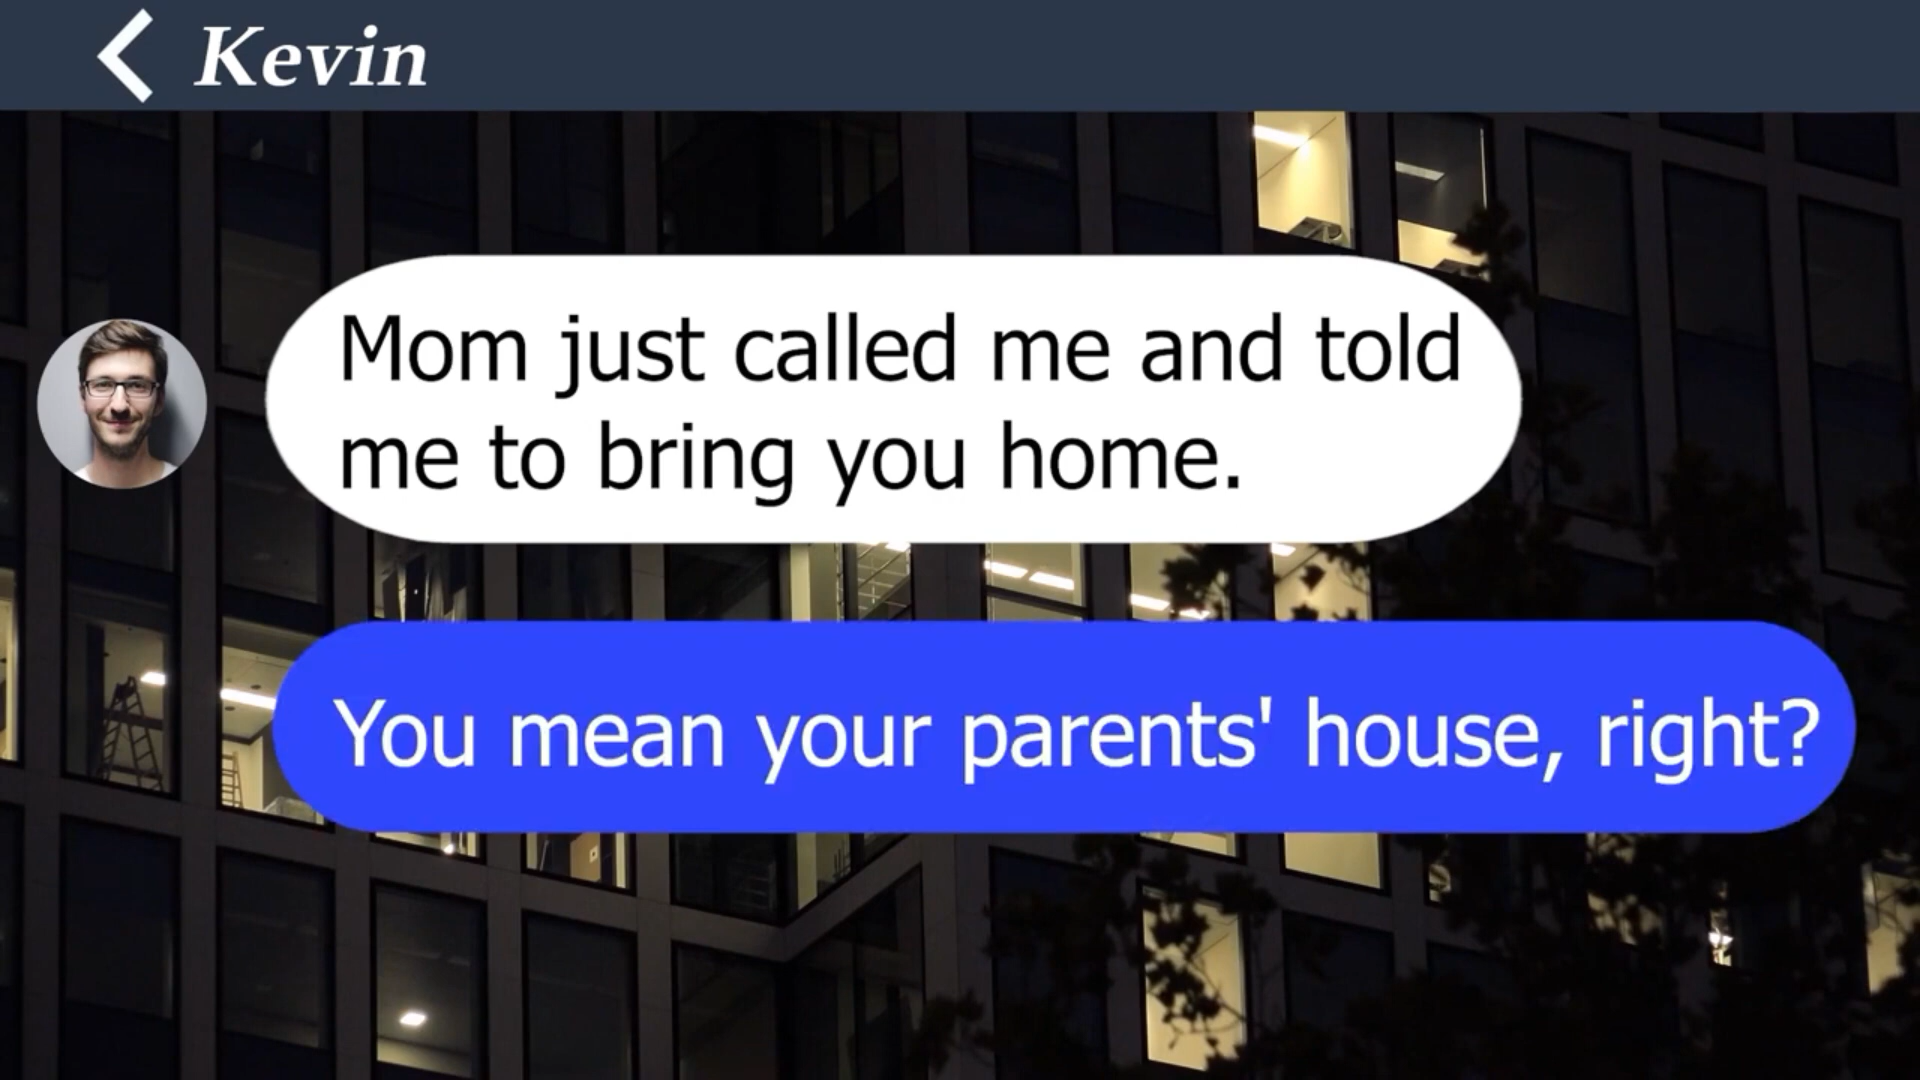 Kevin
Mom just called me and told
me to bring you home.
You mean your parents' house, right?